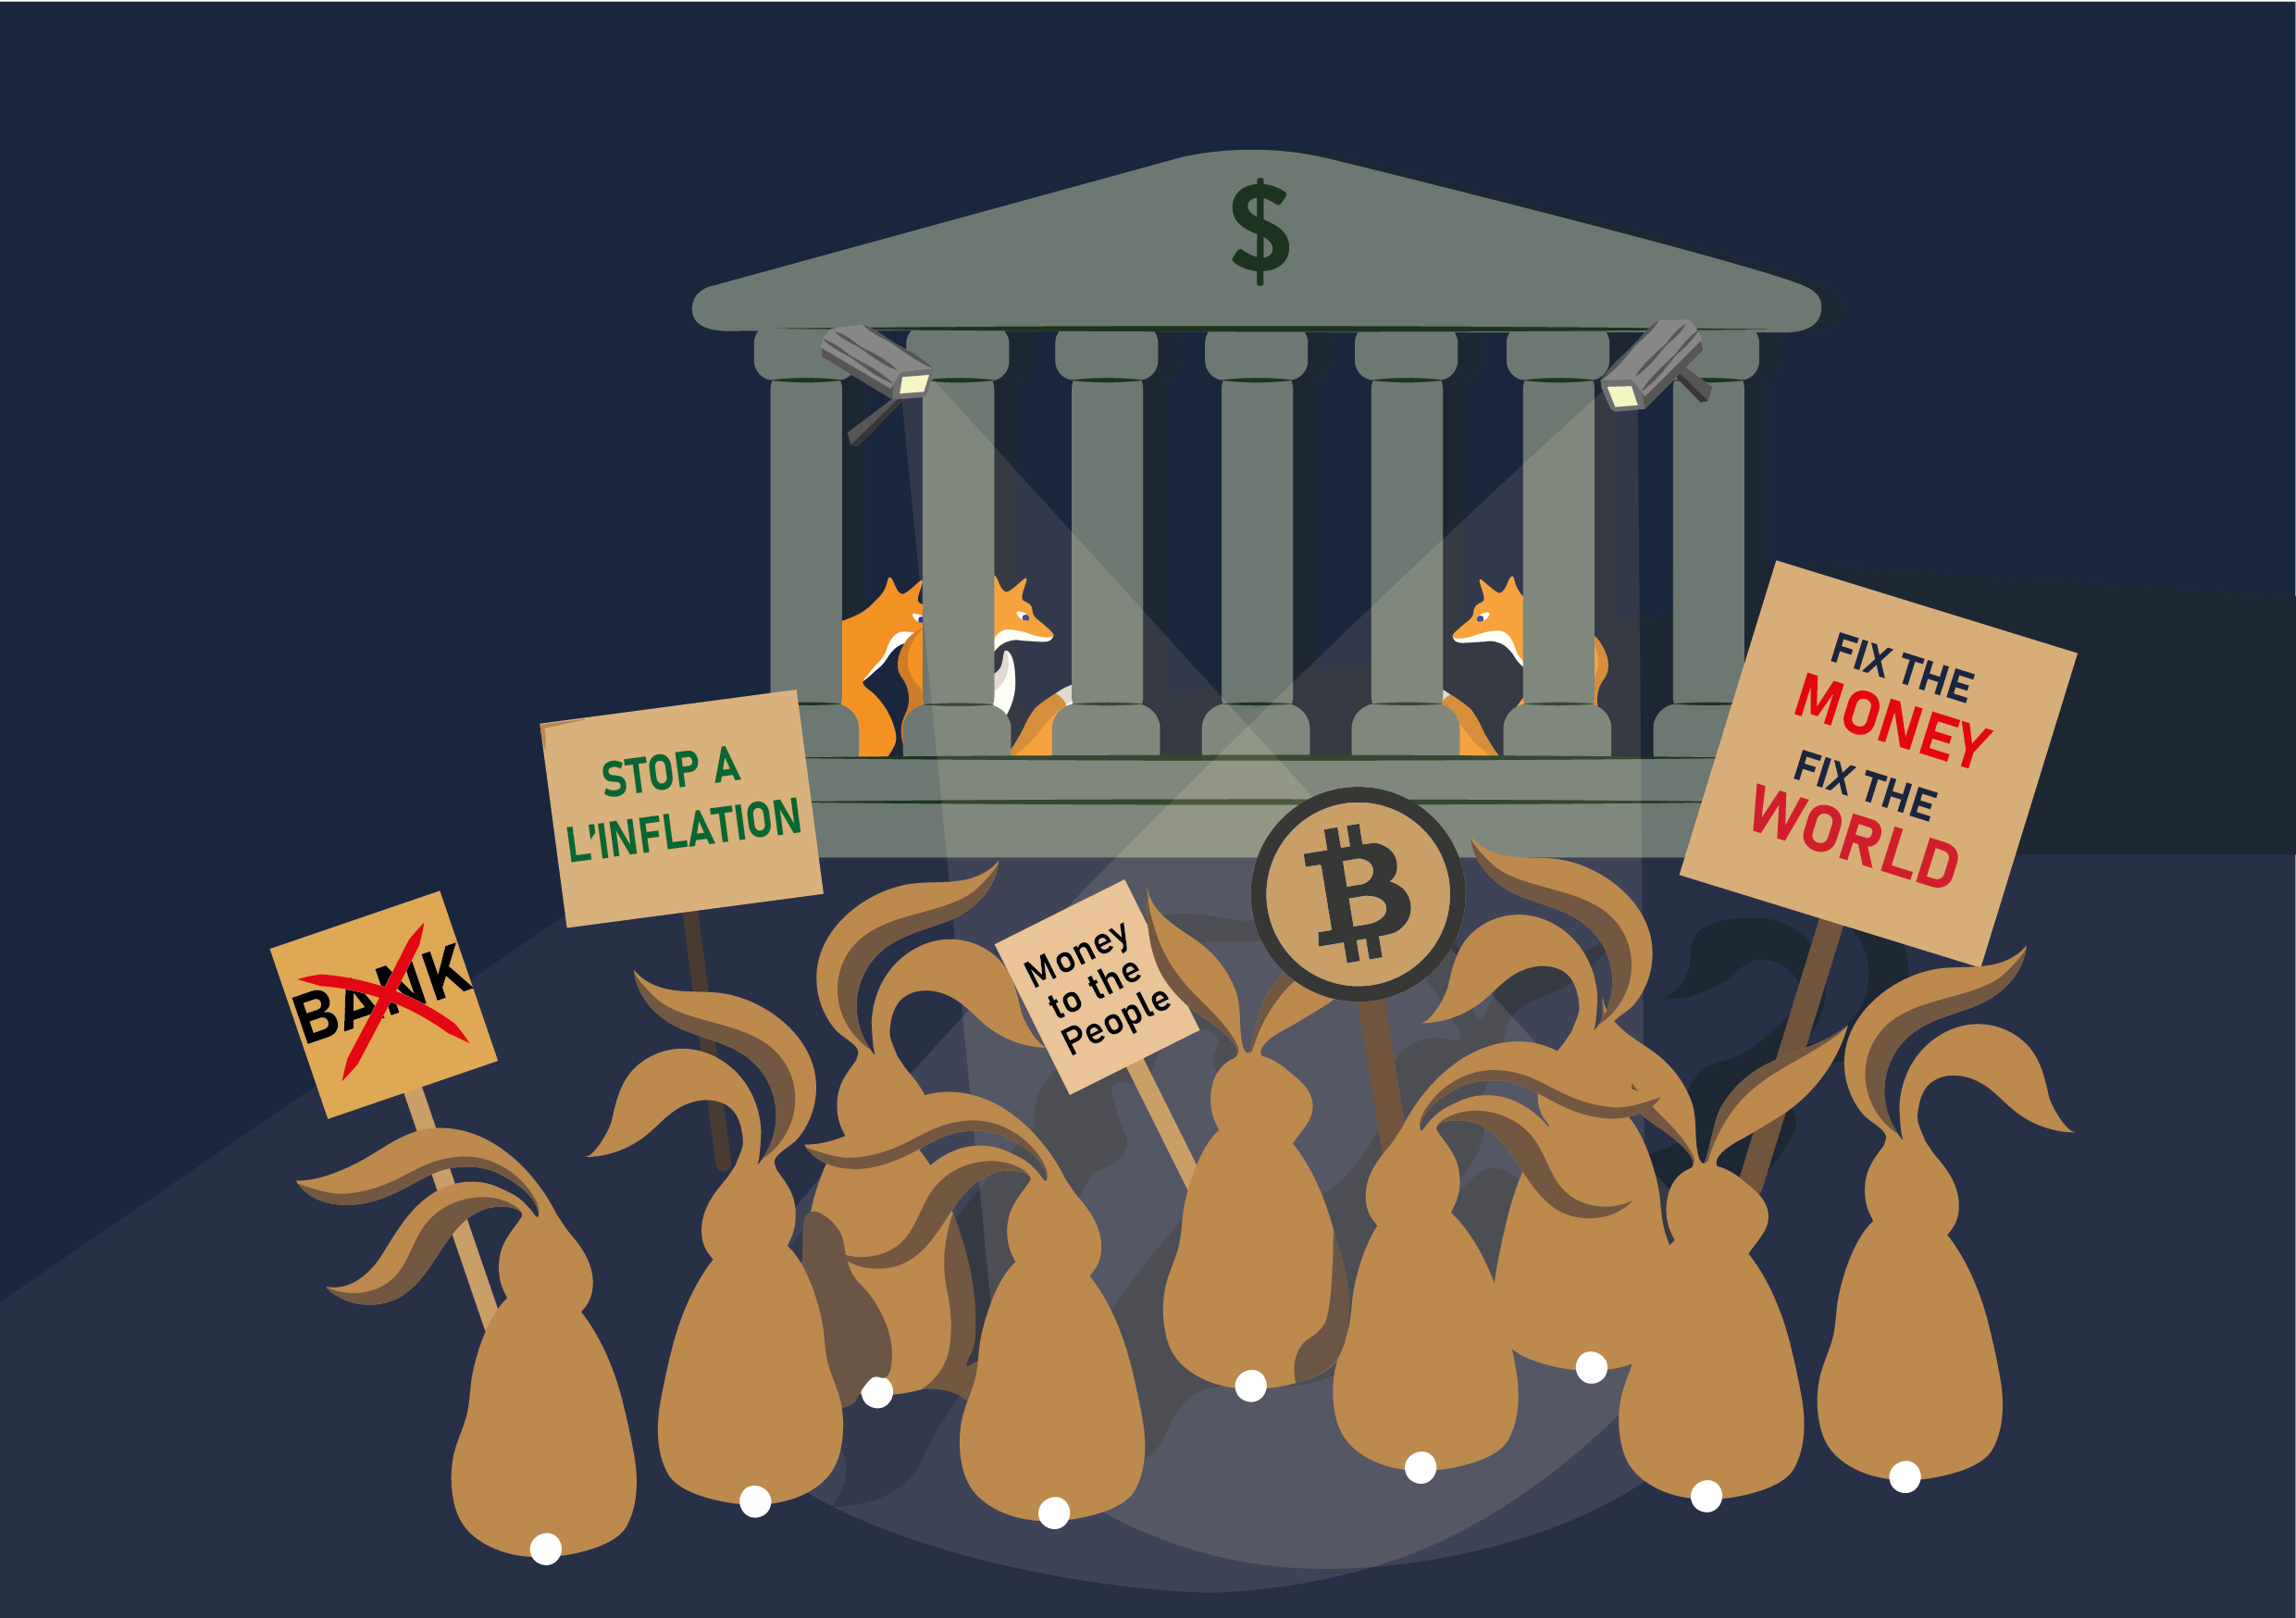 $
FIX THE
MONEY
FIX THE
WORLD
STOP A
L'INFLATION
BANK
Money
to the
People
₿